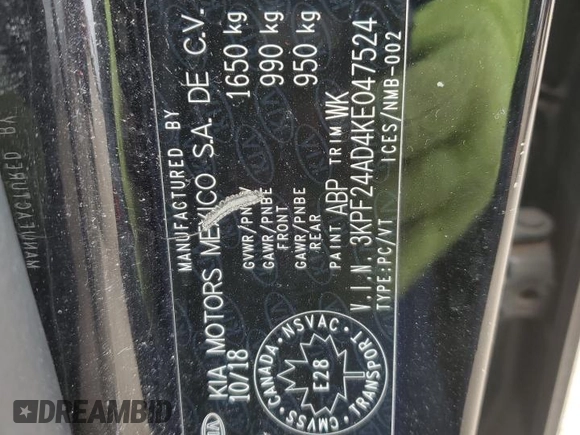 MANUFACTURED BY
KIA MOTORS MEXICO S.A. DE C.V.
10/18
GVWR/PNBV 1650 kg
GAWR/PNBE FRONT 990 kg
GAWR/PNBE REAR 950 kg
PAINT ABP TRIM WK
V.I.N. 3KPF24AD4KE047524
TYPE:PC/VT ICES/NMB-002
CANADA NSVAC
CMVSS TRANSPORT
E28
KIA
MANUFACTURED BY
DREAMBID